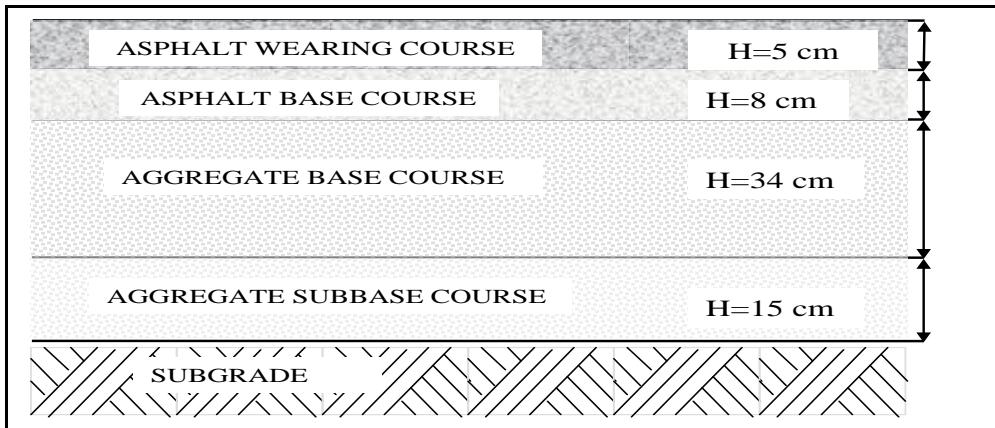 ASPHALT WEARING COURSE H=5 cm
ASPHALT BASE COURSE H=8 cm
AGGREGATE BASE COURSE H=34 cm
AGGREGATE SUBBASE COURSE H=15 cm
SUBGRADE